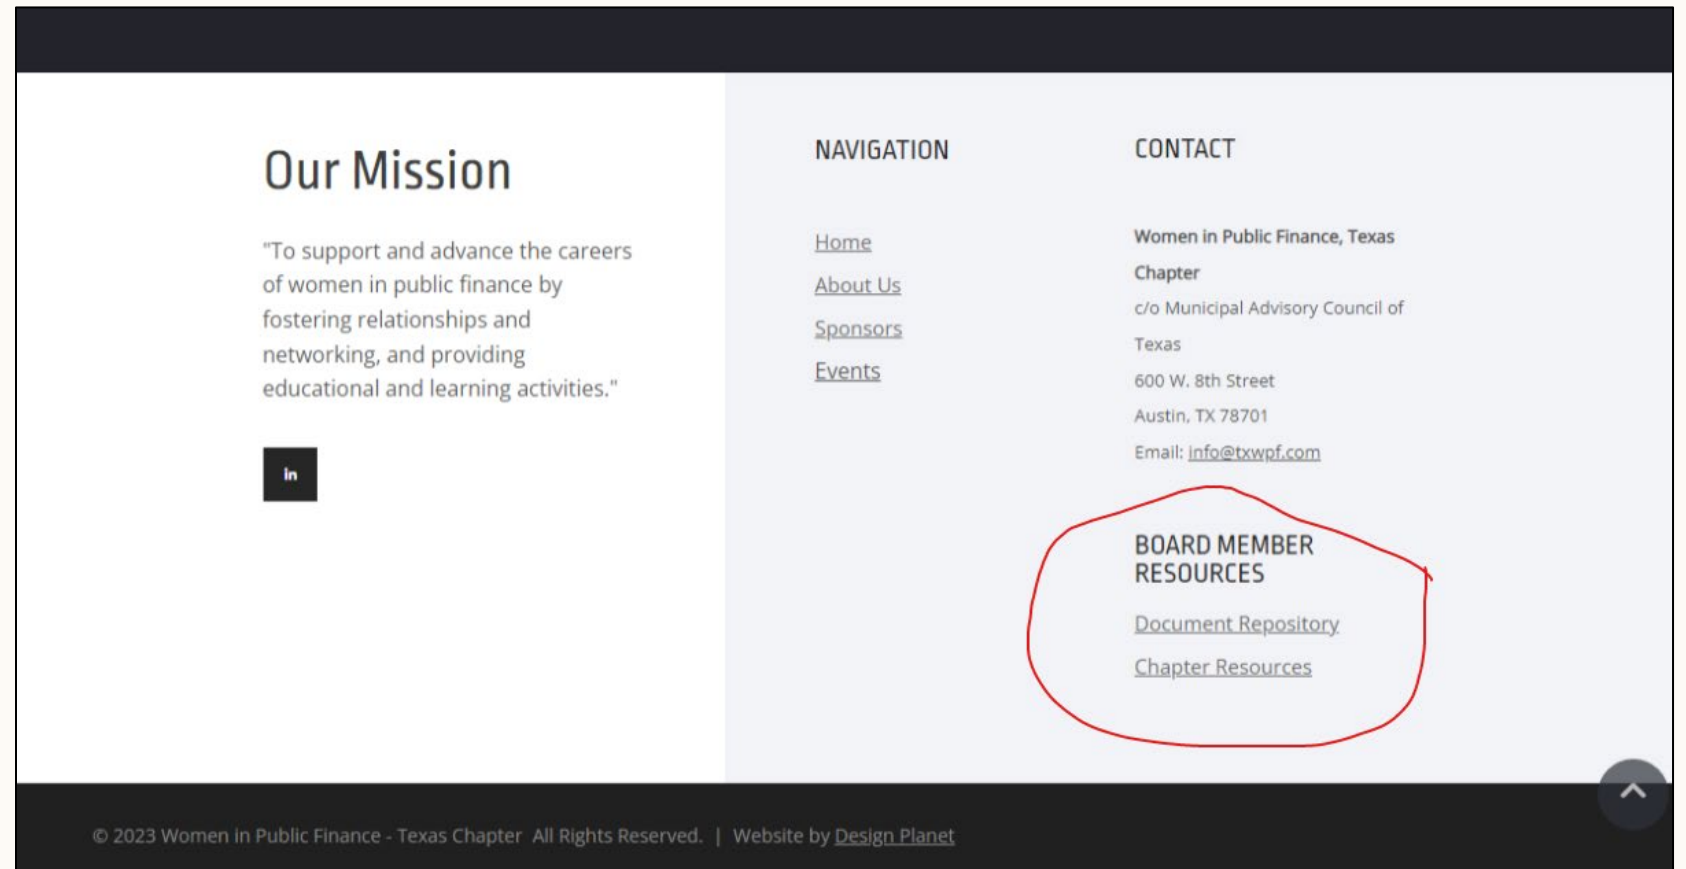 Our Mission
"To support and advance the careers
of women in public finance by
fostering relationships and
networking, and providing
educational and learning activities."
in
NAVIGATION
Home
About Us
Sponsors
Events
CONTACT
Women in Public Finance, Texas
Chapter
c/o Municipal Advisory Council of
Texas
600 W. 8th Street
Austin, TX 78701
Email: info@txwpf.com
BOARD MEMBER
RESOURCES
Document Repository
Chapter Resources
© 2023 Women in Public Finance - Texas Chapter All Rights Reserved. | Website by Design Planet